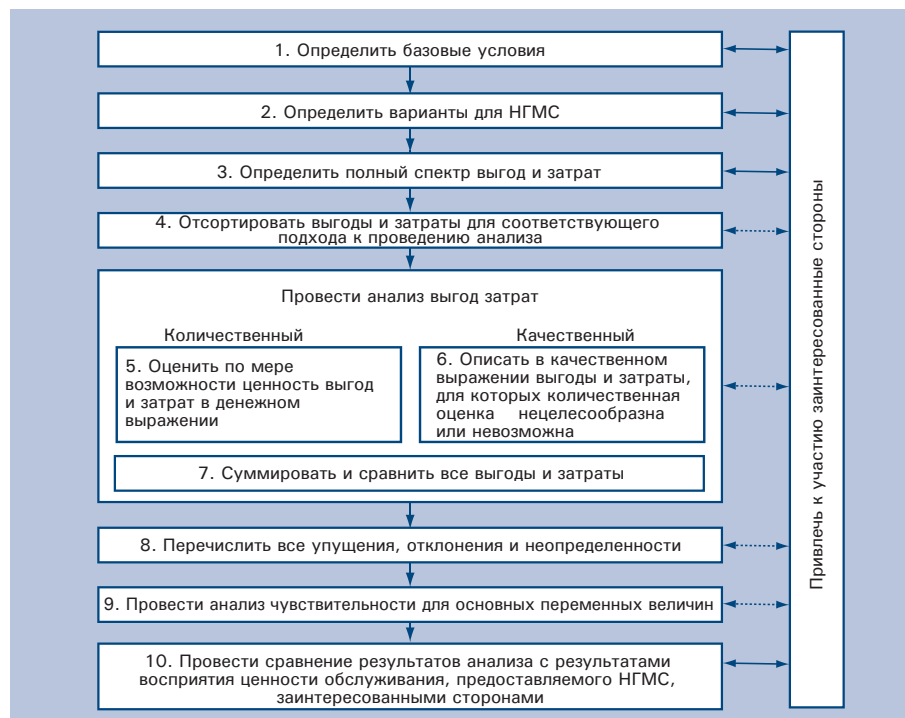 1. Определить базовые условия
2. Определить варианты для НГМС
3. Определить полный спектр выгод и затрат
4. Отсортировать выгоды и затраты для соответствующего
подхода к проведению анализа
Провести анализ выгод затрат
Количественный
5. Оценить по мере
возможности ценность выгод
и затрат в денежном
выражении
Качественный
6. Описать в качественном
выражении выгоды и затраты,
для которых количественная
оценка нецелесообразна
или невозможна
7. Суммировать и сравнить все выгоды и затраты
8. Перечислить все упущения, отклонения и неопределенности
9. Провести анализ чувствительности для основных переменных величин
10. Провести сравнение результатов анализа с результатами
восприятия ценности обслуживания, предоставляемого НГМС,
заинтересованными сторонами
Привлечь к участию заинтересованные стороны